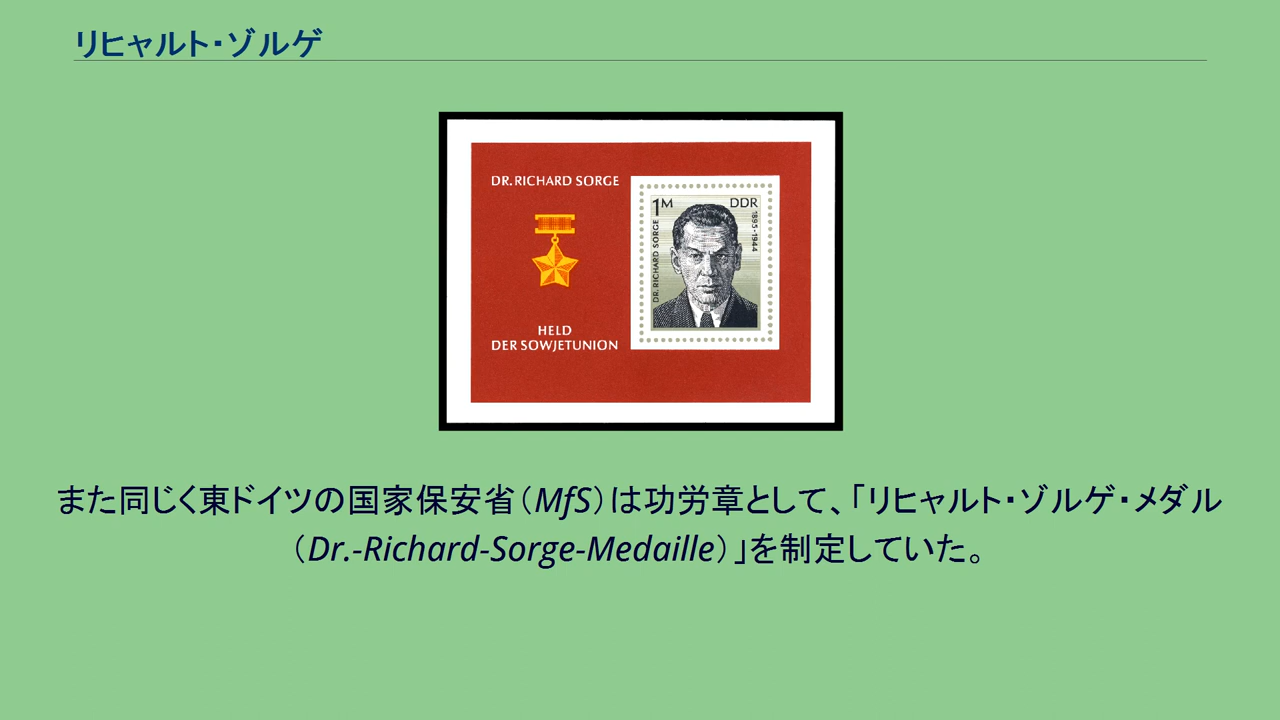 リヒャルト・ゾルゲ
DR. RICHARD SORGE
HELD
DER SOWJETUNION
1M
DDR
DR. RICHARD SORGE
1895-1944
また同じく東ドイツの国家保安省（MfS）は功労章として、「リヒャルト・ゾルゲ・メダル
（Dr.-Richard-Sorge-Medaille）」を制定していた。